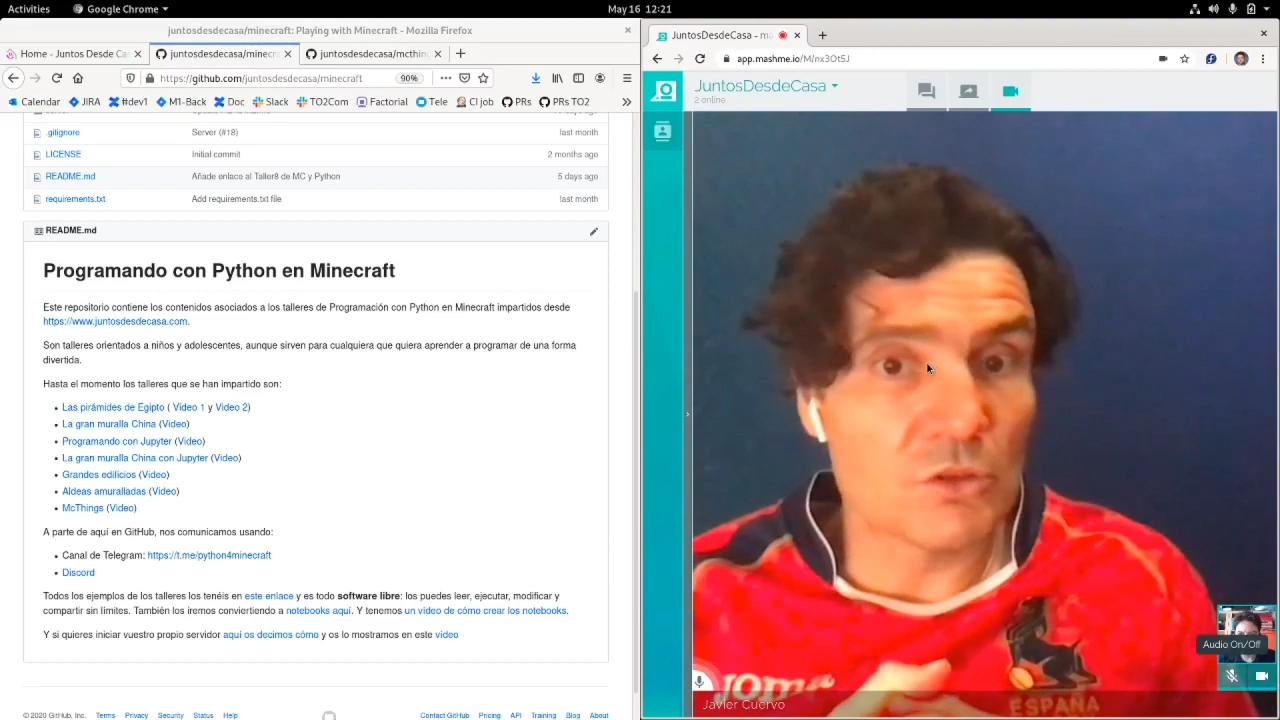 Activities
Google Chrome
May 16 12:21
juntosdesdecasa/minecraft: Playing with Minecraft - Mozilla Firefox
Home - Juntos Desde C
juntosdesdecasa/minecr
juntosdesdecasa/mcthin
https://github.com/juntosdesdecasa/minecraft
90%
Calendar
JIRA
#dev1
M1-Back
Doc
Slack
TO2Com
Factorial
Tele
CI job
PRs
PRs TO2
.gitignore
Server (#18)
last month
LICENSE
Initial commit
2 months ago
README.md
Añade enlace al Taller8 de MC y Python
5 days ago
requirements.txt
Add requirements.txt file
last month
README.md
Programando con Python en Minecraft
Este repositorio contiene los contenidos asociados a los talleres de Programación con Python en Minecraft impartidos desde
https://www.juntosdesdecasa.com.
Son talleres orientados a niños y adolescentes, aunque sirven para cualquiera que quiera aprender a programar de una forma
divertida.
Hasta el momento los talleres que se han impartido son:
Las pirámides de Egipto ( Video 1 y Video 2)
La gran muralla China (Video)
Programando con Jupyter (Video)
La gran muralla China con Jupyter (Video)
Grandes edificios (Video)
Aldeas amuralladas (Video)
McThings (Video)
A parte de aquí en GitHub, nos comunicamos usando:
Canal de Telegram: https://t.me/python4minecraft
Discord
Todos los ejemplos de los talleres los tenéis en este enlace y es todo software libre: los puedes leer, ejecutar, modificar y
compartir sin límites. También los iremos conviertiendo a notebooks aquí. Y tenemos un vídeo de cómo crear los notebooks.
Y si quieres iniciar vuestro propio servidor aquí os decimos cómo y os lo mostramos en este vídeo
© 2020 GitHub, Inc.
Terms
Privacy
Security
Status
Help
Contact GitHub
Pricing
API
Training
Blog
About
JuntosDesdeCasa - ma
app.mashme.io/M/nx3Ot5J
JuntosDesdeCasa
2 online
Audio On/Off
Joma
ESPAÑA
Javier Cuervo